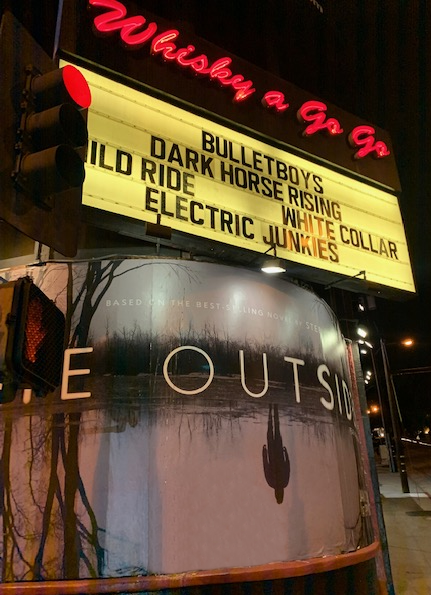 Whisky a Go Go
BULLETBOYS
DARK HORSE RISING
ILD RIDE WHITE COLLAR
ELECTRIC JUNKIES
BASED ON THE BEST-SELLING NOVEL BY STE
E OUTSID